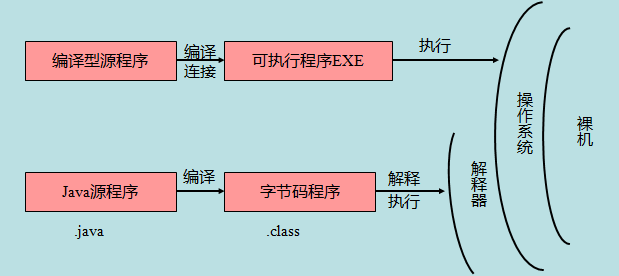 编译型源程序
编译
连接
可执行程序EXE
执行
操作系统
裸机
Java源程序
编译
字节码程序
解释
执行
解释器
.java
.class